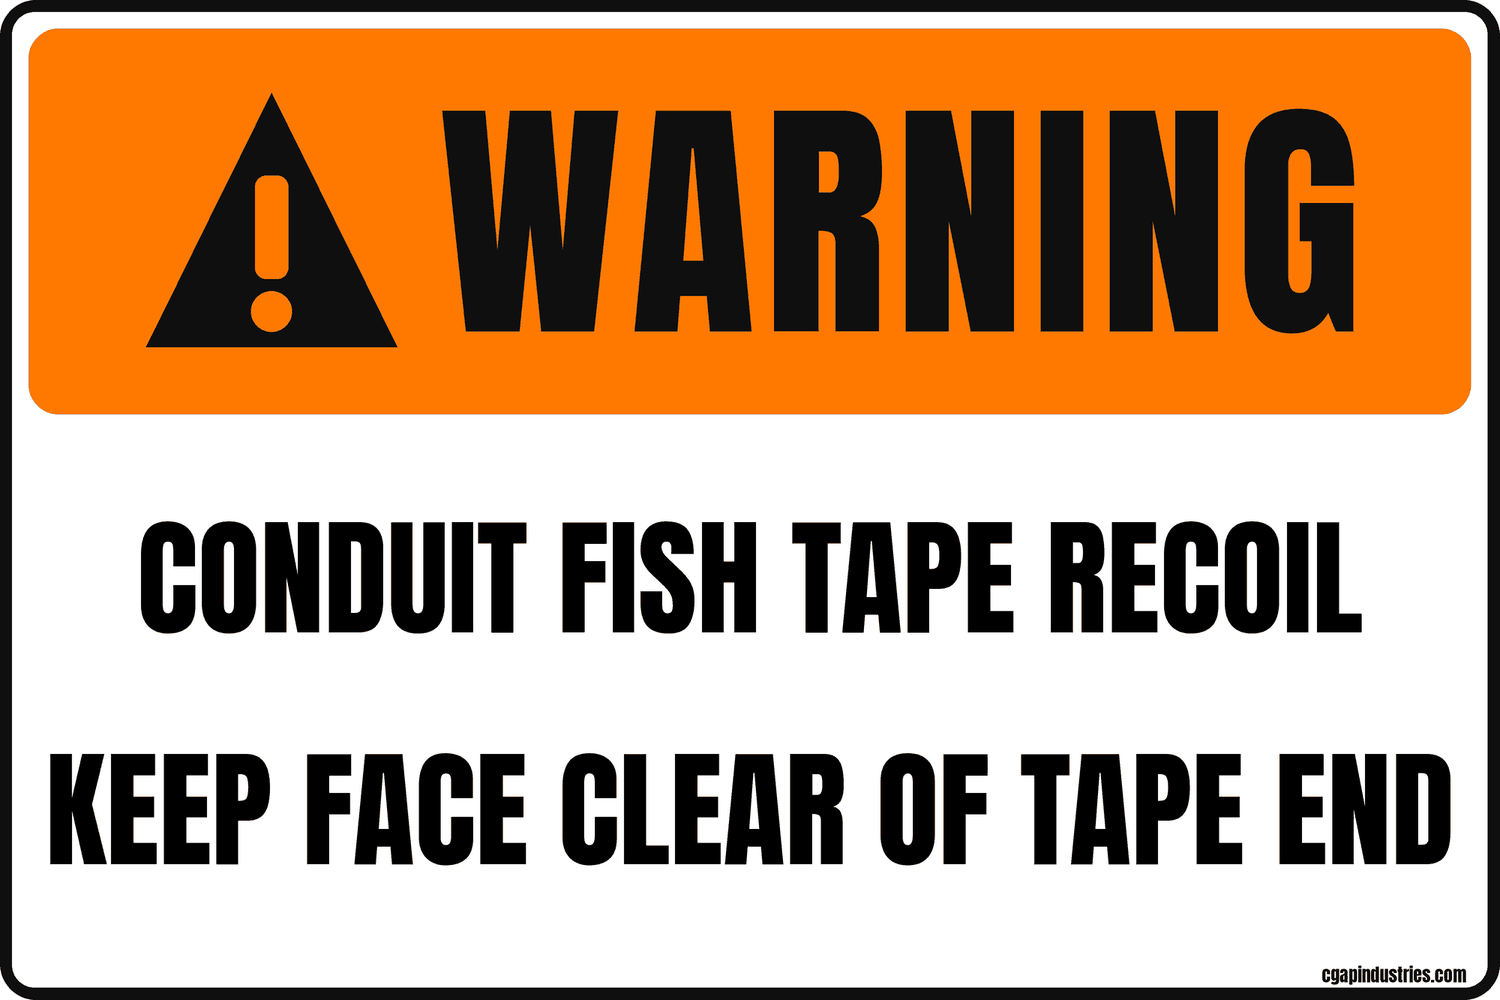 WARNING
CONDUIT FISH TAPE RECOIL
KEEP FACE CLEAR OF TAPE END
cgapindustries.com